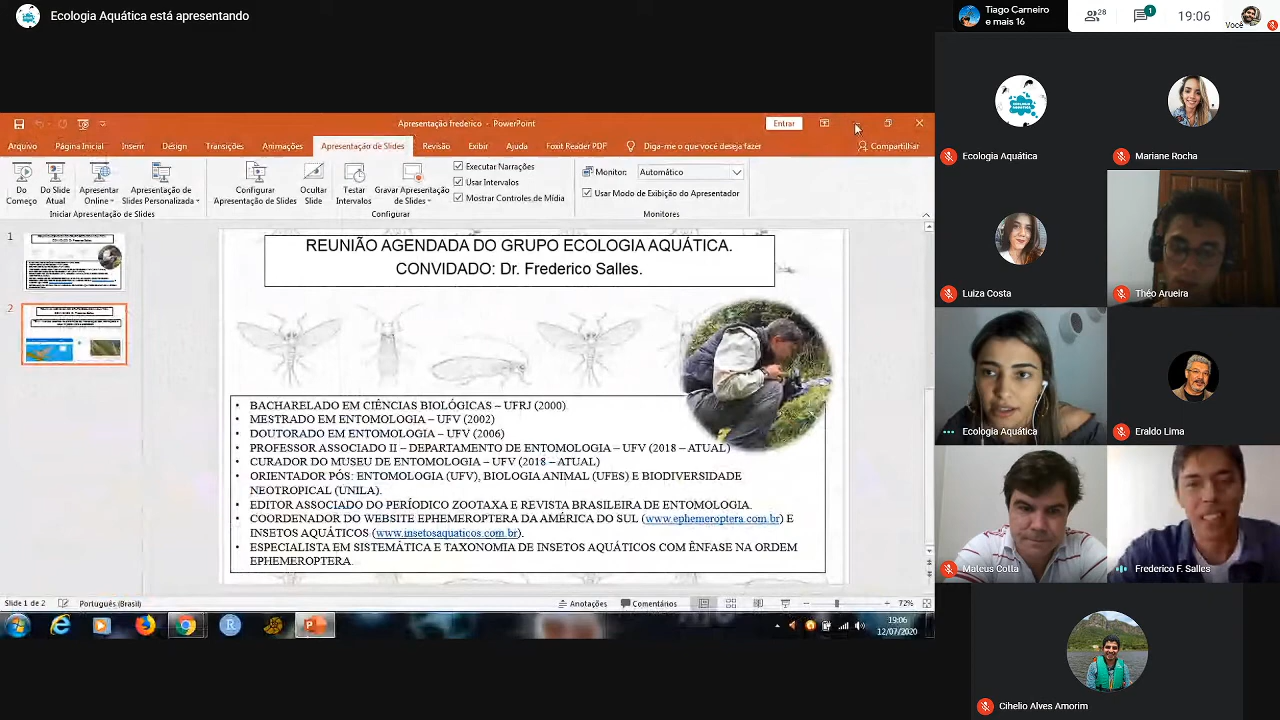 Ecologia Aquática está apresentando
Tiago Carneiro
e mais 16
28
1
19:06
Você
Apresentação frederico - PowerPoint
Entrar
Arquivo Página Inicial Inserir Design Transições Animações Apresentação de Slides Revisão Exibir Ajuda Foxit Reader PDF Diga-me o que você deseja fazer Compartilhar
Do Começo
Do Slide Atual
Apresentar Online
Apresentação de Slides Personalizada
Iniciar Apresentação de Slides
Configurar Apresentação de Slides
Ocultar Slide
Testar Intervalos
Gravar Apresentação de Slides
Executar Narrações
Usar Intervalos
Mostrar Controles de Mídia
Configurar
Monitor: Automático
Usar Modo de Exibição do Apresentador
Monitores
1
2
REUNIÃO AGENDADA DO GRUPO ECOLOGIA AQUÁTICA.
CONVIDADO: Dr. Frederico Salles.
• BACHARELADO EM CIÊNCIAS BIOLÓGICAS – UFRJ (2000).
• MESTRADO EM ENTOMOLOGIA – UFV (2002)
• DOUTORADO EM ENTOMOLOGIA – UFV (2006)
• PROFESSOR ASSOCIADO II – DEPARTAMENTO DE ENTOMOLOGIA – UFV (2018 – ATUAL)
• CURADOR DO MUSEU DE ENTOMOLOGIA – UFV (2018 – ATUAL)
• ORIENTADOR PÓS: ENTOMOLOGIA (UFV), BIOLOGIA ANIMAL (UFES) E BIODIVERSIDADE
NEOTROPICAL (UNILA).
• EDITOR ASSOCIADO DO PERÍODICO ZOOTAXA E REVISTA BRASILEIRA DE ENTOMOLOGIA.
• COORDENADOR DO WEBSITE EPHEMEROPTERA DA AMÉRICA DO SUL (www.ephemeroptera.com.br) E
INSETOS AQUÁTICOS (www.insetosaquaticos.com.br).
• ESPECIALISTA EM SISTEMÁTICA E TAXONOMIA DE INSETOS AQUÁTICOS COM ÊNFASE NA ORDEM
EPHEMEROPTERA.
Slide 1 de 2 Português (Brasil) Anotações Comentários 72%
19:06
12/07/2020
Ecologia Aquática
Mariane Rocha
Luiza Costa
Théo Arueira
Ecologia Aquática
Eraldo Lima
Mateus Cotta
Frederico F. Salles
Cihelio Alves Amorim